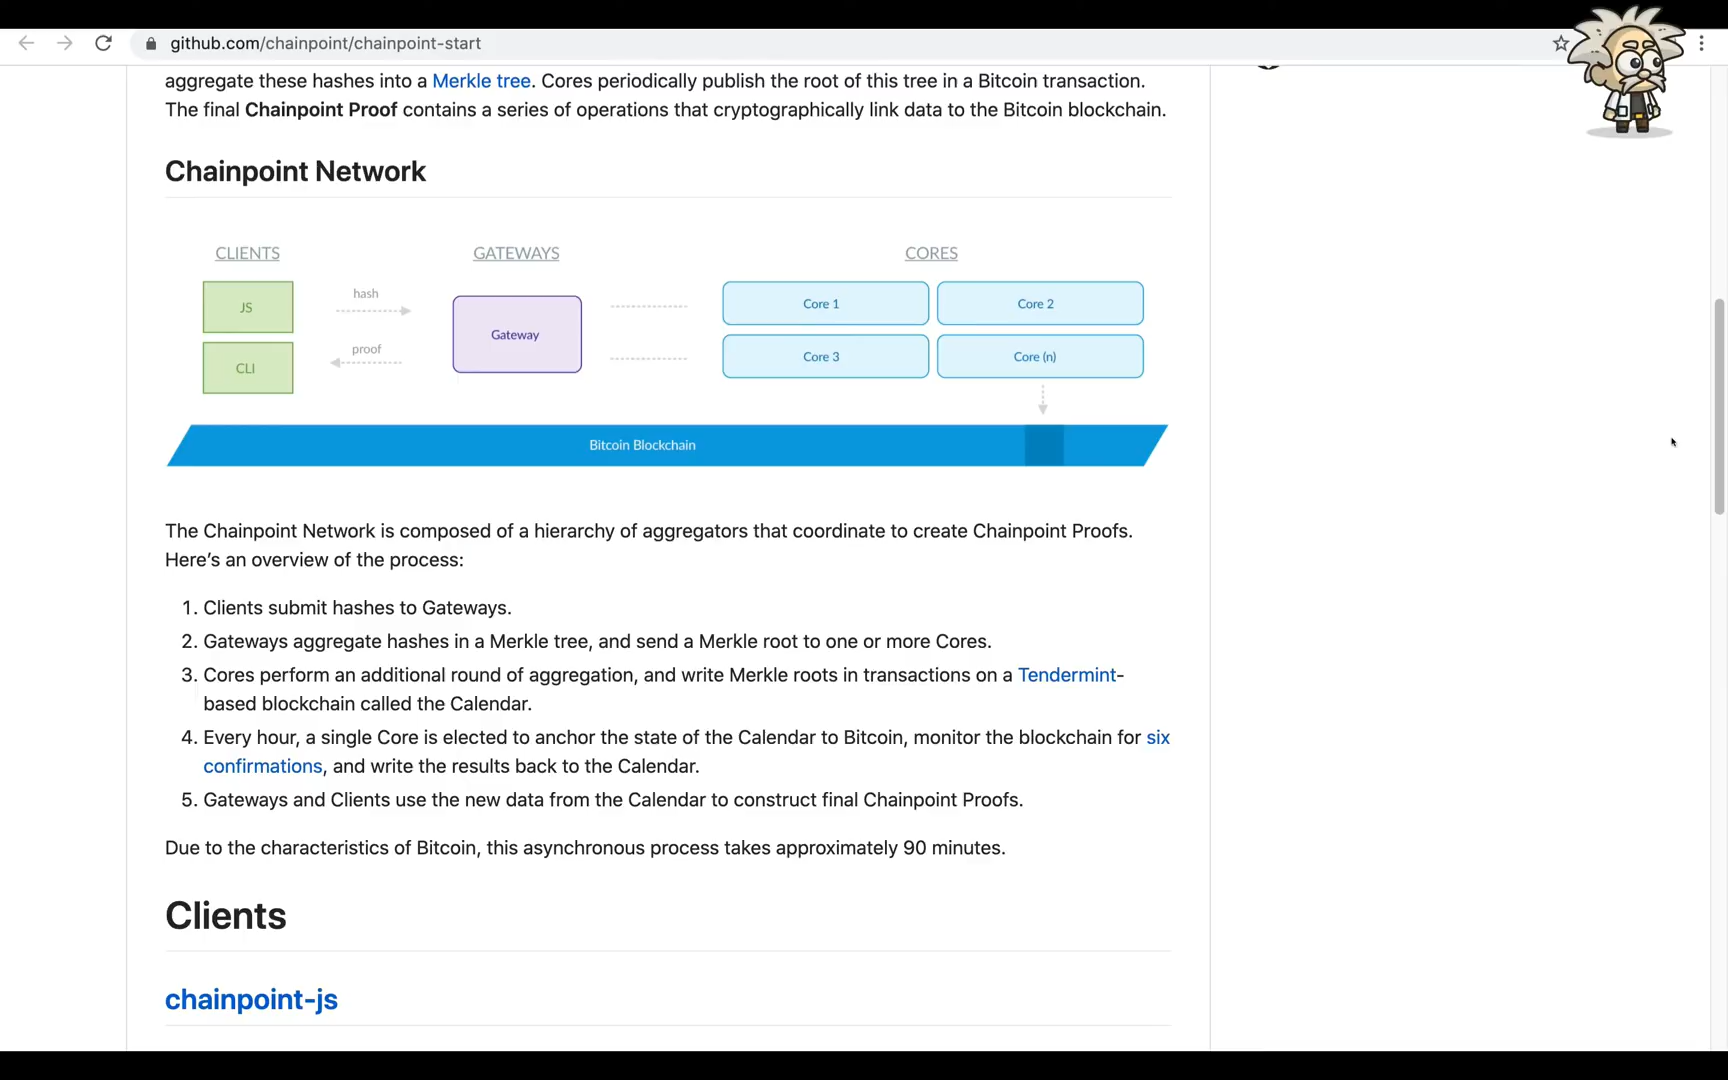 github.com/chainpoint/chainpoint-start
aggregate these hashes into a Merkle tree. Cores periodically publish the root of this tree in a Bitcoin transaction.
The final Chainpoint Proof contains a series of operations that cryptographically link data to the Bitcoin blockchain.
Chainpoint Network
CLIENTS
GATEWAYS
CORES
JS
hash
Gateway
Core 1
Core 2
CLI
proof
Core 3
Core (n)
Bitcoin Blockchain
The Chainpoint Network is composed of a hierarchy of aggregators that coordinate to create Chainpoint Proofs.
Here’s an overview of the process:
1. Clients submit hashes to Gateways.
2. Gateways aggregate hashes in a Merkle tree, and send a Merkle root to one or more Cores.
3. Cores perform an additional round of aggregation, and write Merkle roots in transactions on a Tendermint-
based blockchain called the Calendar.
4. Every hour, a single Core is elected to anchor the state of the Calendar to Bitcoin, monitor the blockchain for six
confirmations, and write the results back to the Calendar.
5. Gateways and Clients use the new data from the Calendar to construct final Chainpoint Proofs.
Due to the characteristics of Bitcoin, this asynchronous process takes approximately 90 minutes.
Clients
chainpoint-js